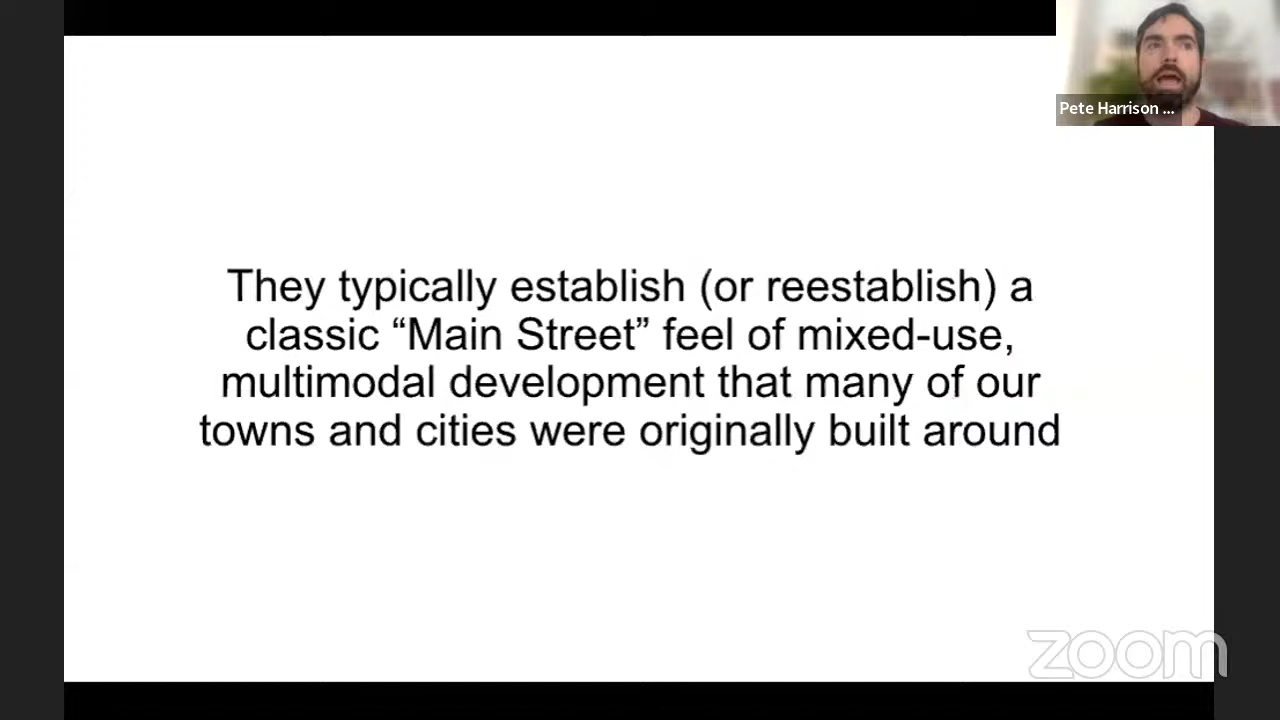 Pete Harrison ...
They typically establish (or reestablish) a
classic “Main Street” feel of mixed-use,
multimodal development that many of our
towns and cities were originally built around
zoom